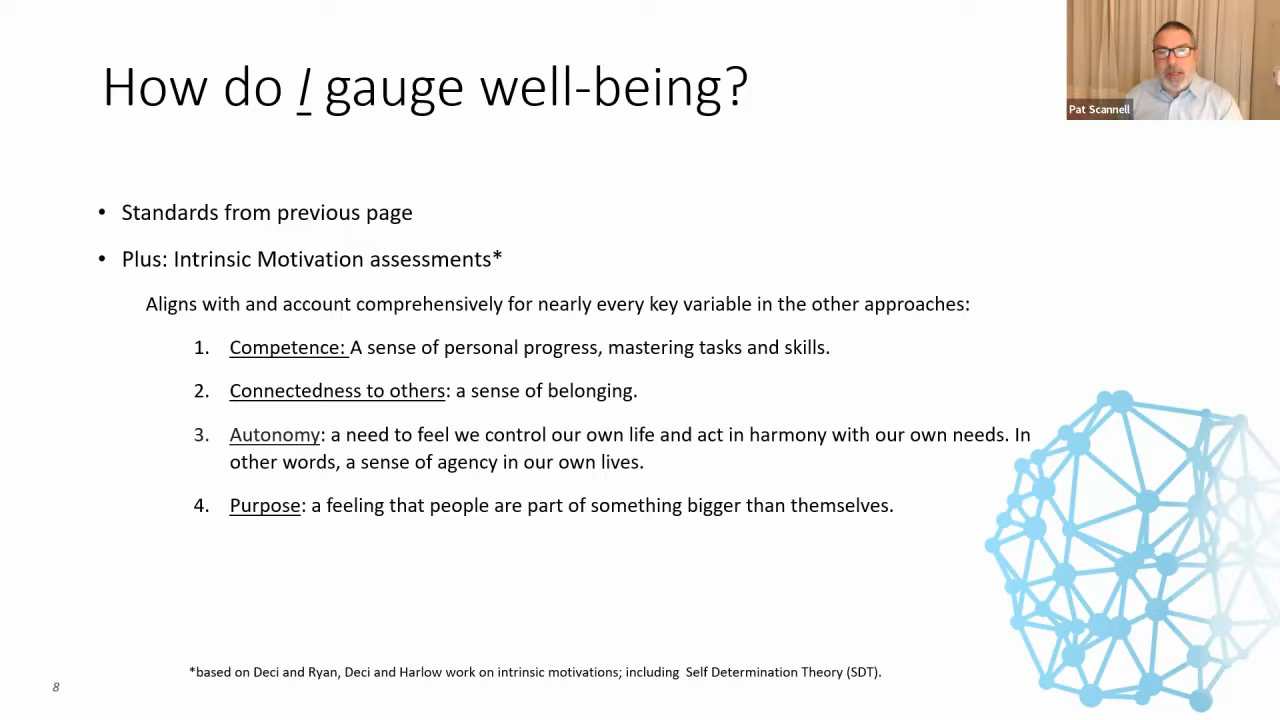 How do I gauge well-being?
Pat Scannell
• Standards from previous page
• Plus: Intrinsic Motivation assessments*
Aligns with and account comprehensively for nearly every key variable in the other approaches:
1. Competence: A sense of personal progress, mastering tasks and skills.
2. Connectedness to others: a sense of belonging.
3. Autonomy: a need to feel we control our own life and act in harmony with our own needs. In
other words, a sense of agency in our own lives.
4. Purpose: a feeling that people are part of something bigger than themselves.
*based on Deci and Ryan, Deci and Harlow work on intrinsic motivations; including Self Determination Theory (SDT).
8